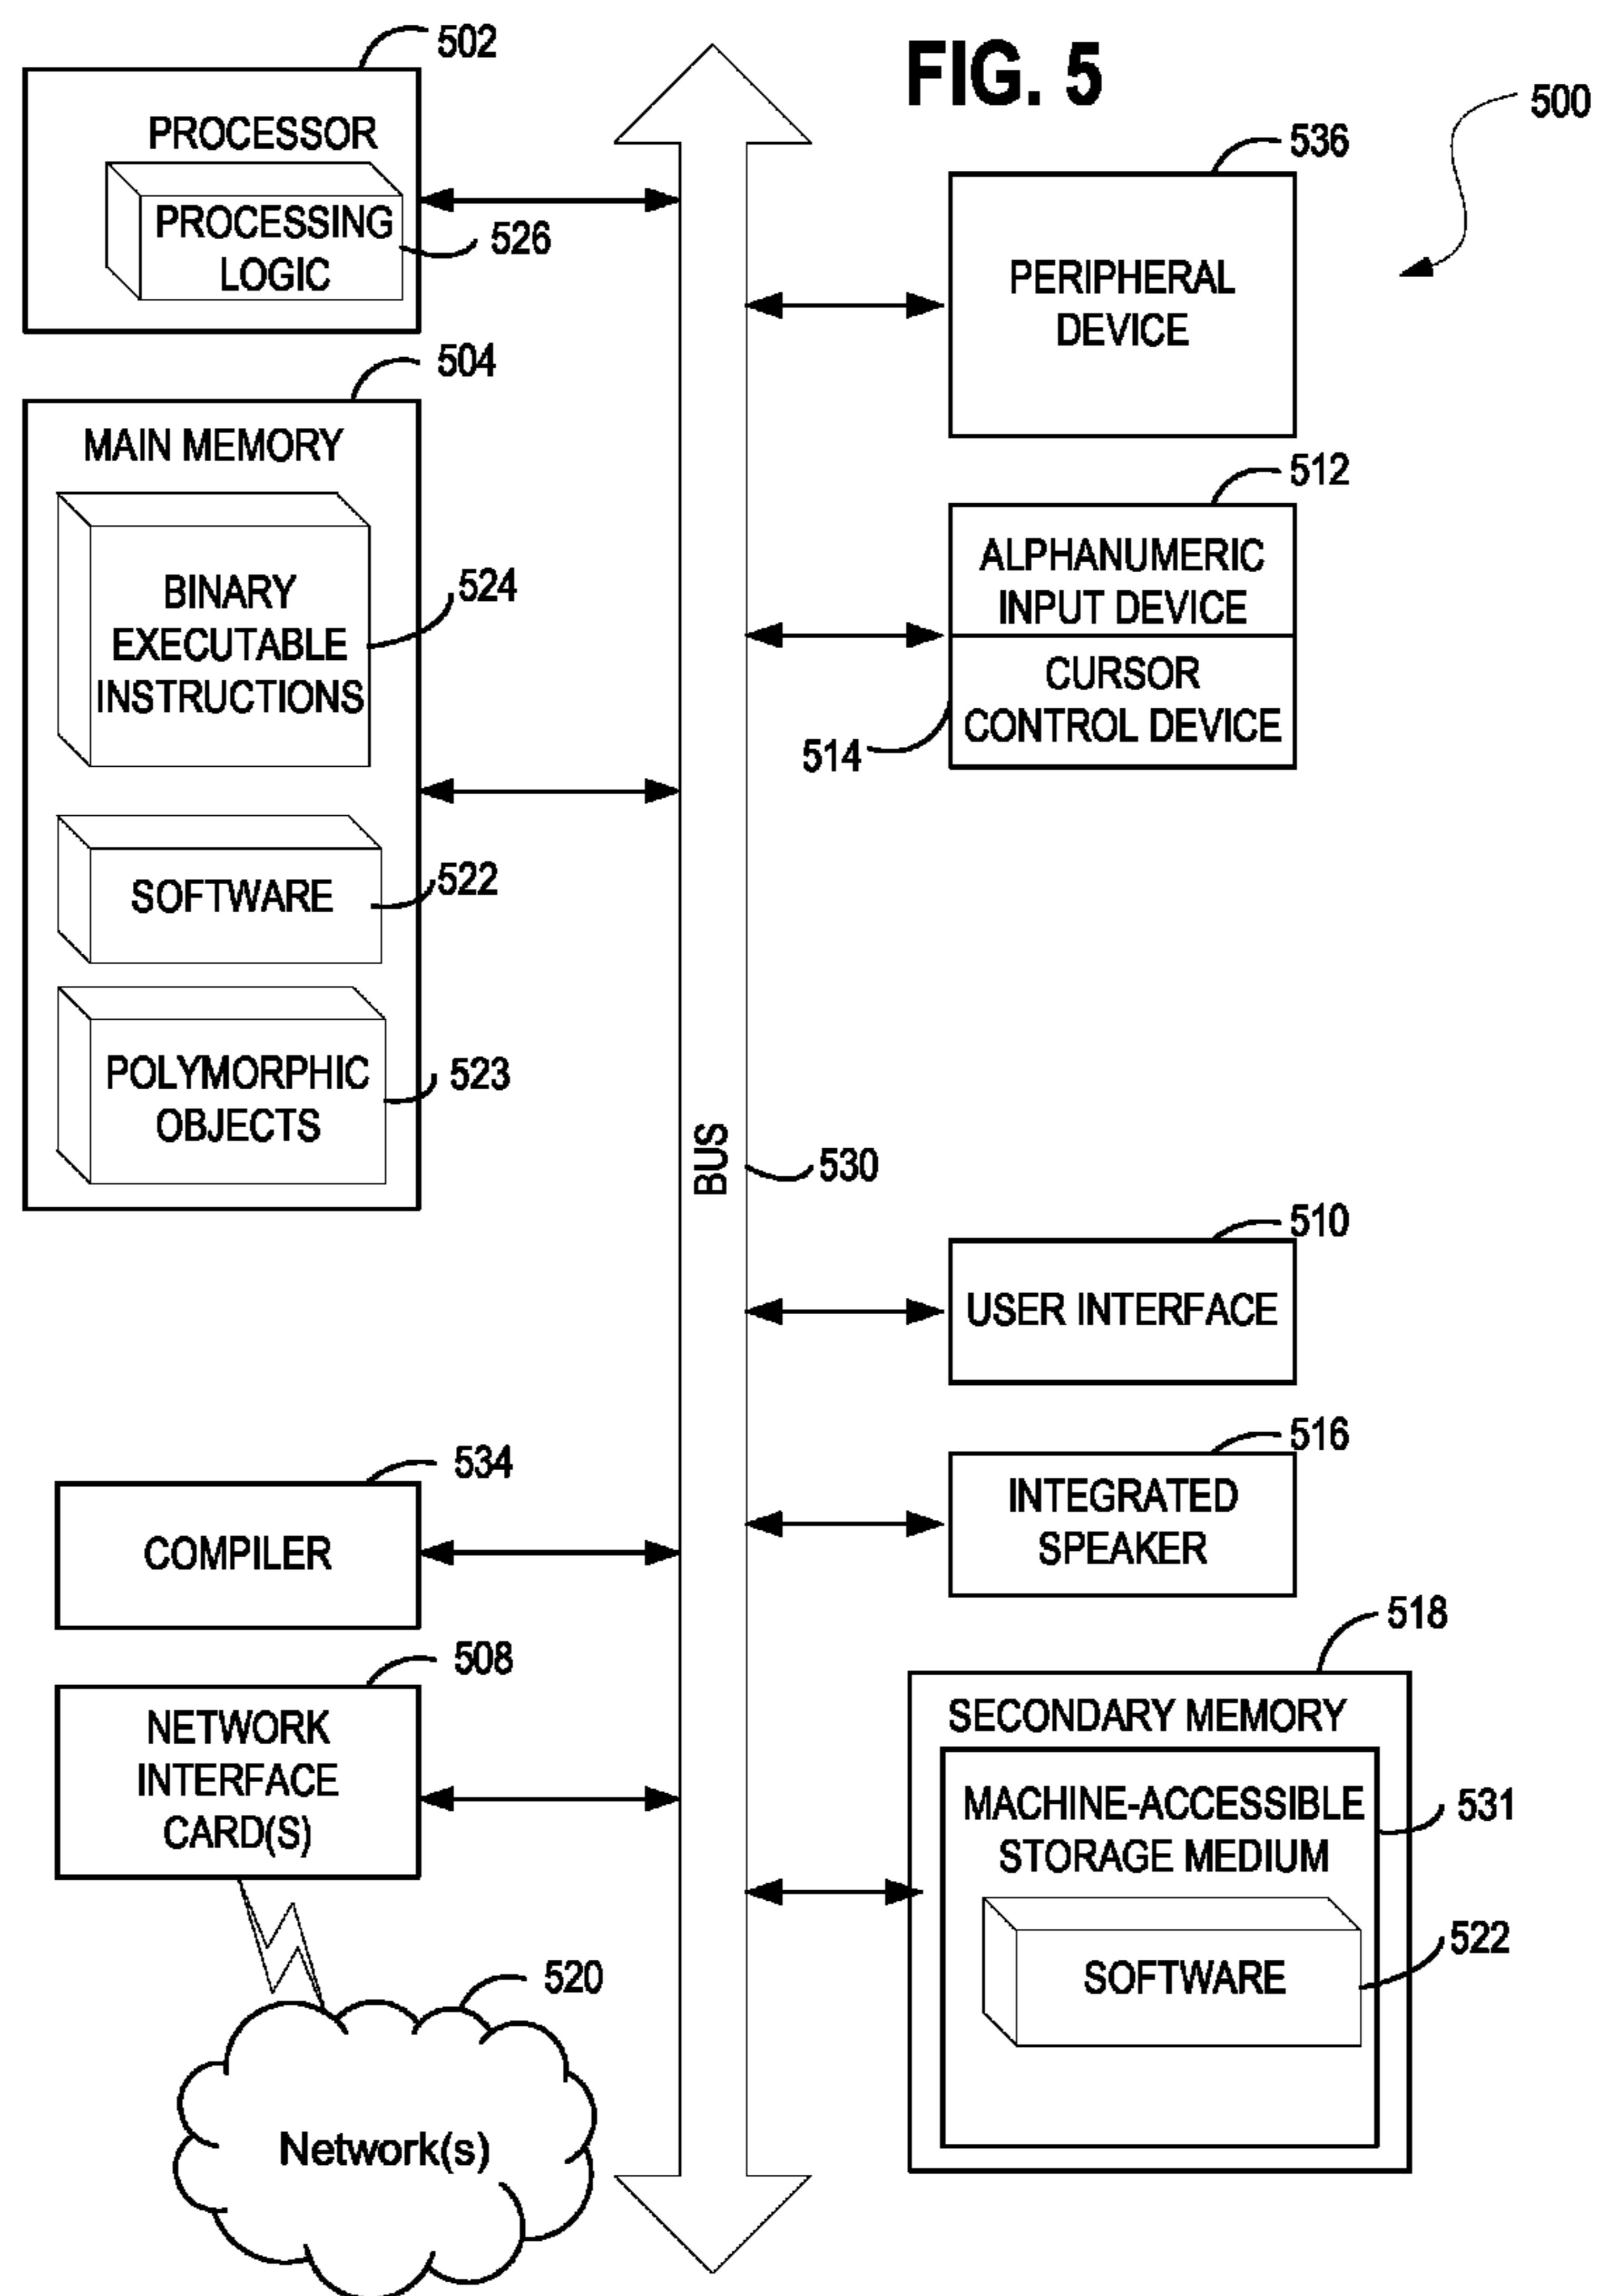 FIG. 5
500
502
PROCESSOR
PROCESSING
LOGIC
526
504
MAIN MEMORY
BINARY
EXECUTABLE
INSTRUCTIONS
524
SOFTWARE
522
POLYMORPHIC
OBJECTS
523
BUS
530
534
COMPILER
508
NETWORK
INTERFACE
CARD(S)
520
Network(s)
536
PERIPHERAL
DEVICE
512
ALPHANUMERIC
INPUT DEVICE
CURSOR
CONTROL DEVICE
514
510
USER INTERFACE
516
INTEGRATED
SPEAKER
518
SECONDARY MEMORY
MACHINE-ACCESSIBLE
STORAGE MEDIUM
531
SOFTWARE
522